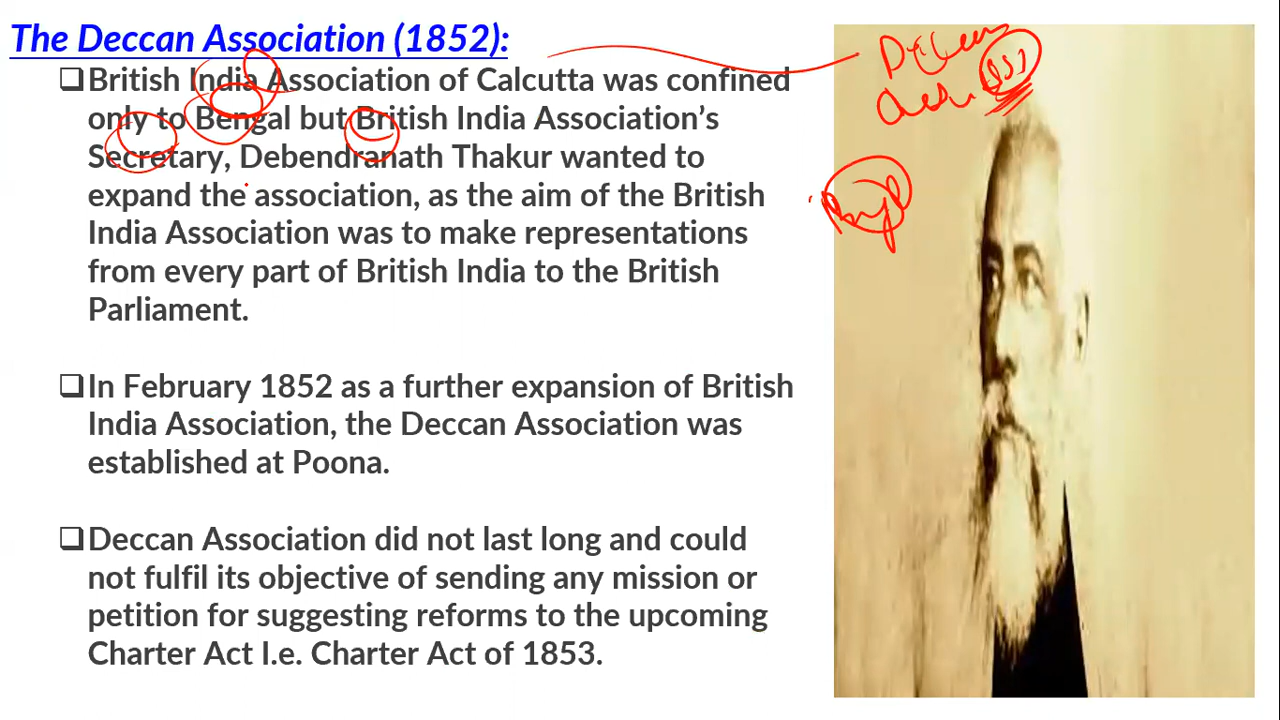 The Deccan Association (1852):
❑British India Association of Calcutta was confined
only to Bengal but British India Association's
Secretary, Debendranath Thakur wanted to
expand the association, as the aim of the British
India Association was to make representations
from every part of British India to the British
Parliament.
❑In February 1852 as a further expansion of British
India Association, the Deccan Association was
established at Poona.
❑Deccan Association did not last long and could
not fulfil its objective of sending any mission or
petition for suggesting reforms to the upcoming
Charter Act I.e. Charter Act of 1853.
Deccan